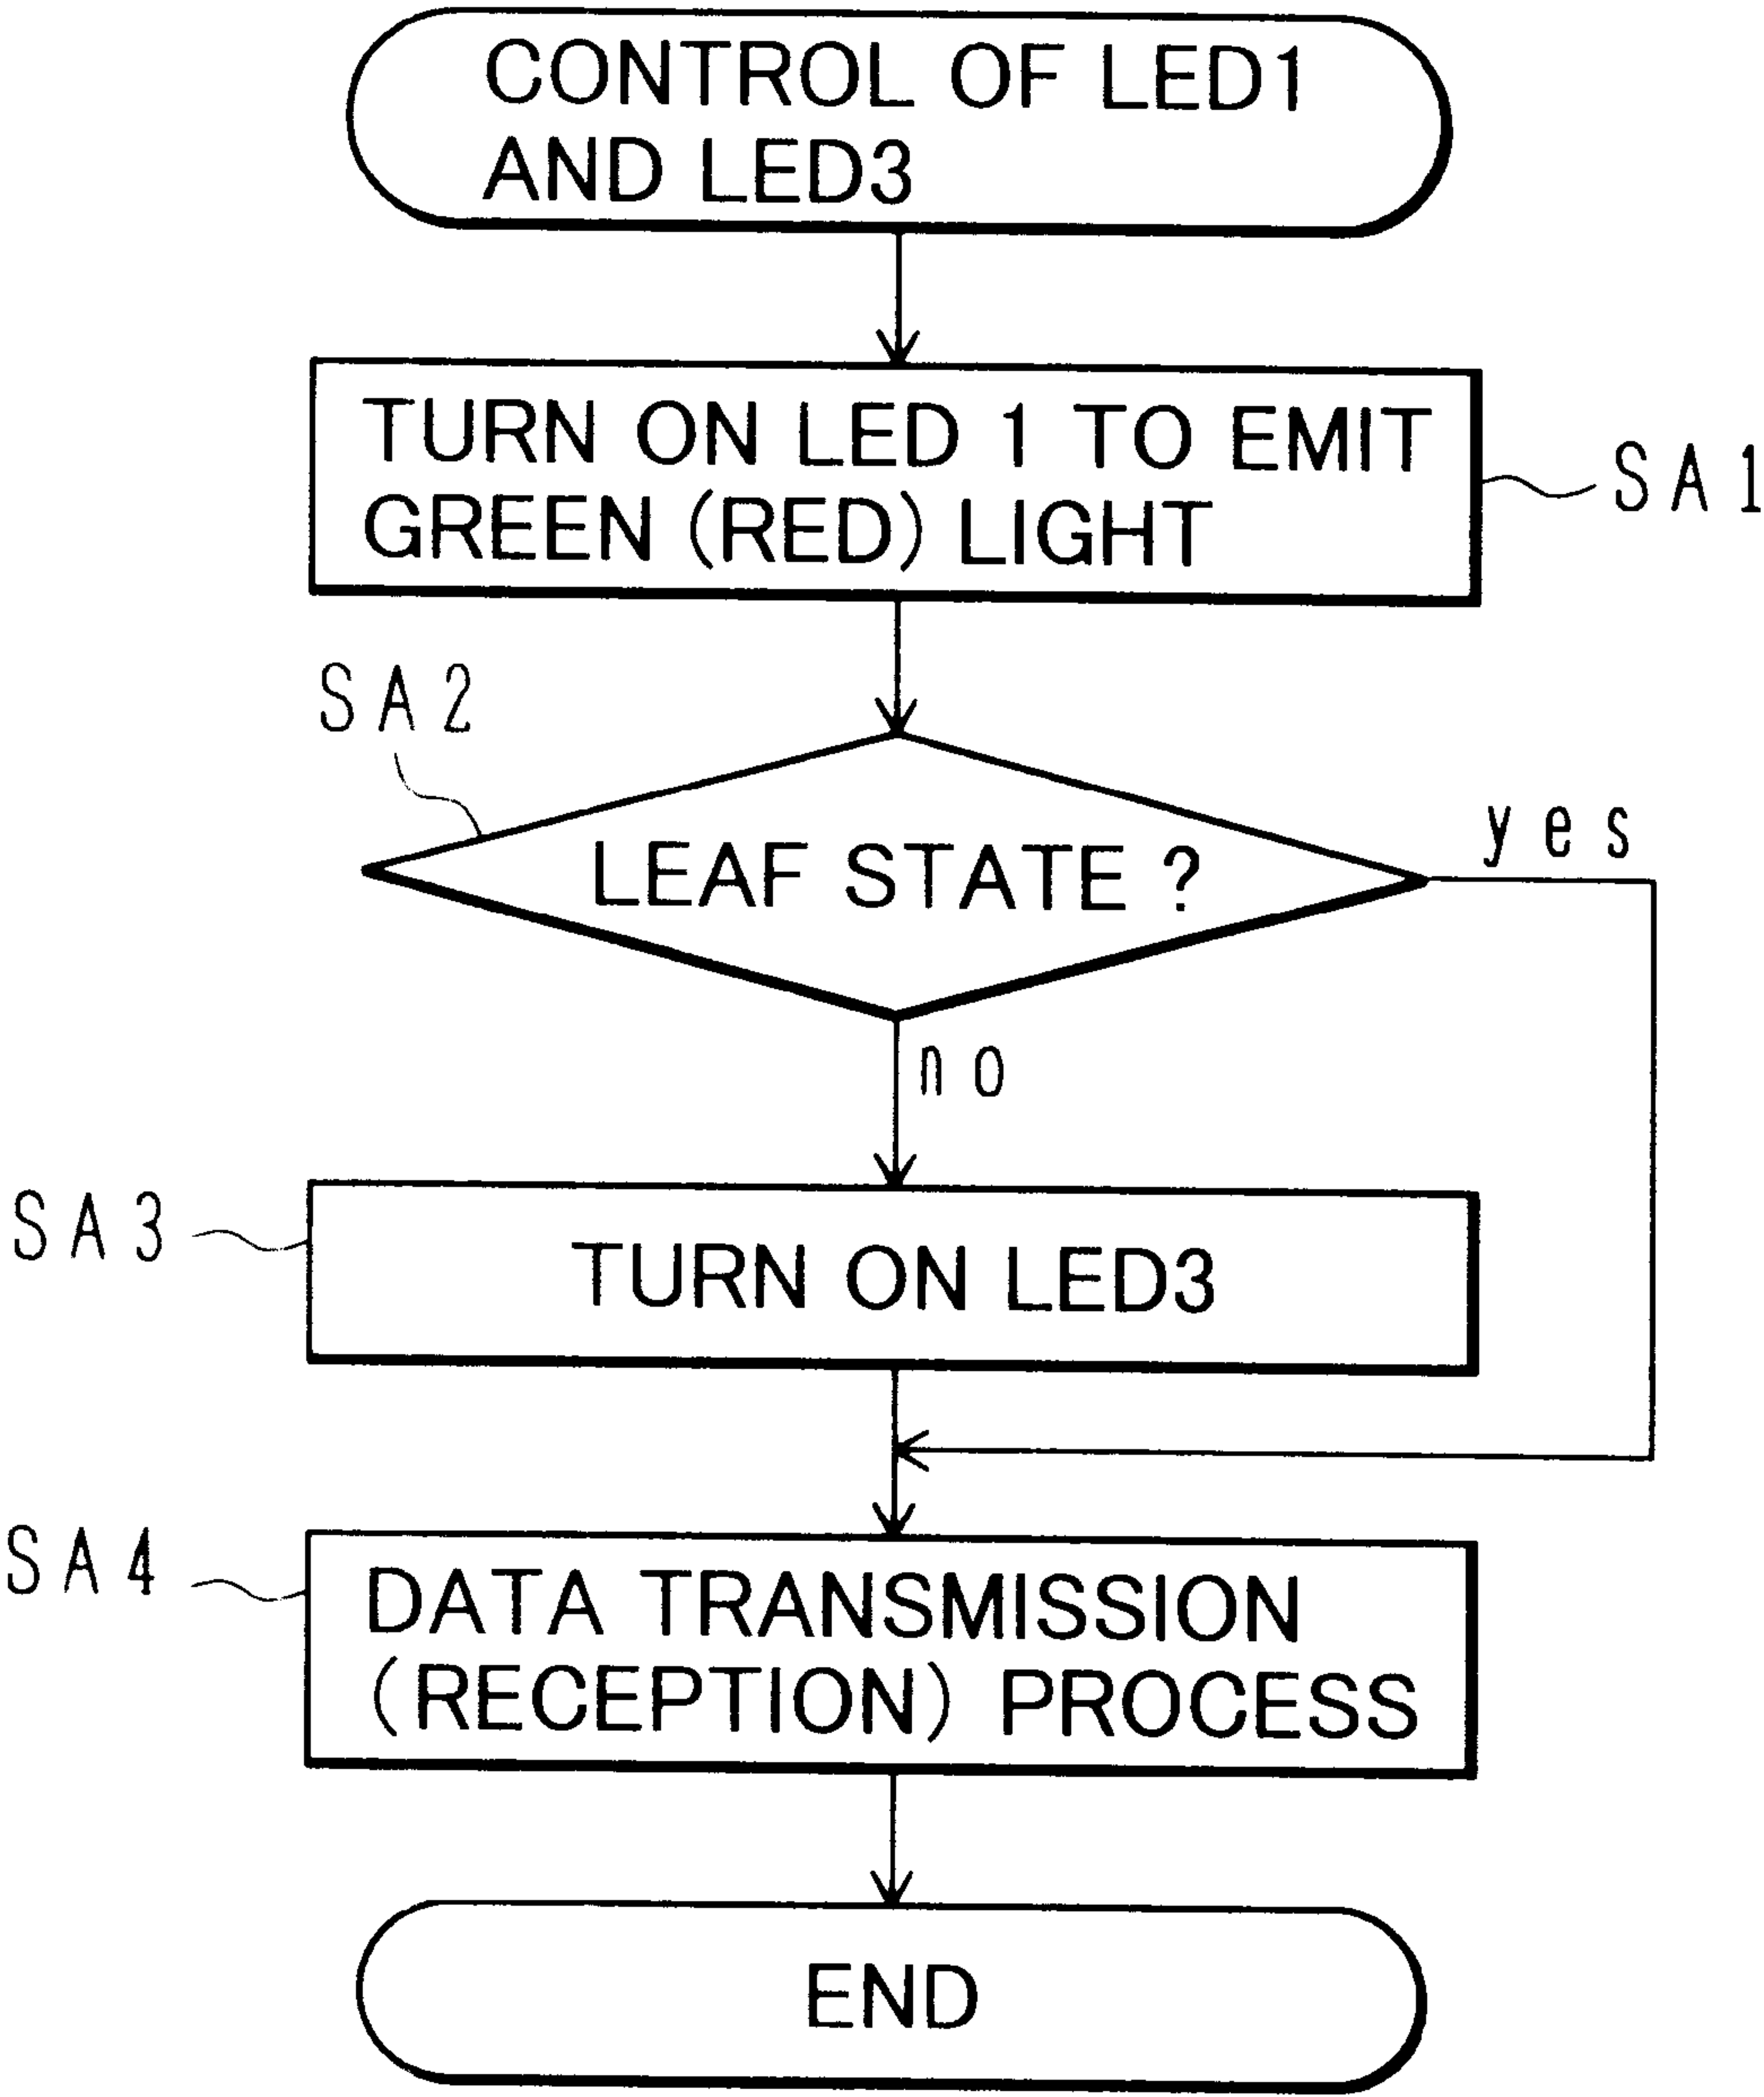 CONTROL OF LED1
AND LED3
TURN ON LED 1 TO EMIT
GREEN (RED) LIGHT
SA1
SA2
LEAF STATE ?
yes
no
SA3
TURN ON LED3
SA4
DATA TRANSMISSION
(RECEPTION) PROCESS
END